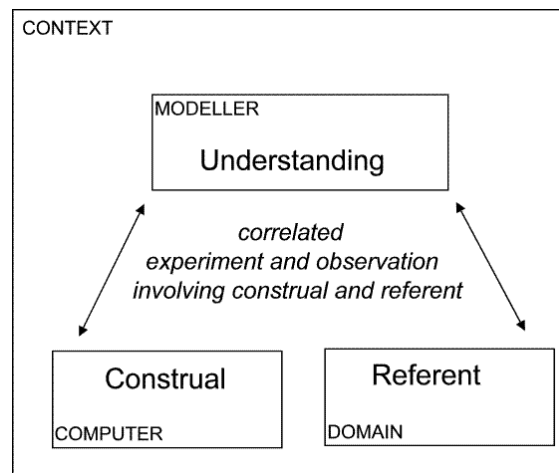 CONTEXT
MODELLER
Understanding
correlated
experiment and observation
involving construal and referent
Construal
COMPUTER
Referent
DOMAIN